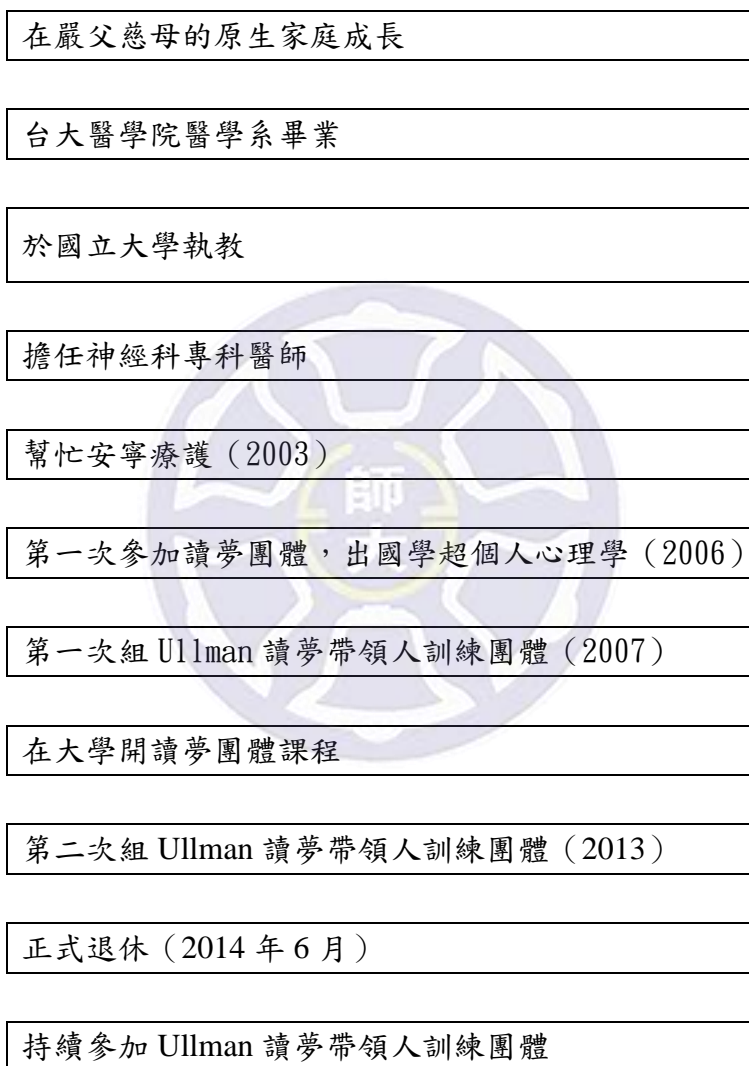 在嚴父慈母的原生家庭成長
台大醫學院醫學系畢業
於國立大學執教
擔任神經科專科醫師
幫忙安寧療護（2003）
師大
第一次參加讀夢團體，出國學超個人心理學（2006）
第一次組 Ullman 讀夢帶領人訓練團體（2007）
在大學開讀夢團體課程
第二次組 Ullman 讀夢帶領人訓練團體（2013）
正式退休（2014 年 6 月）
持續參加 Ullman 讀夢帶領人訓練團體